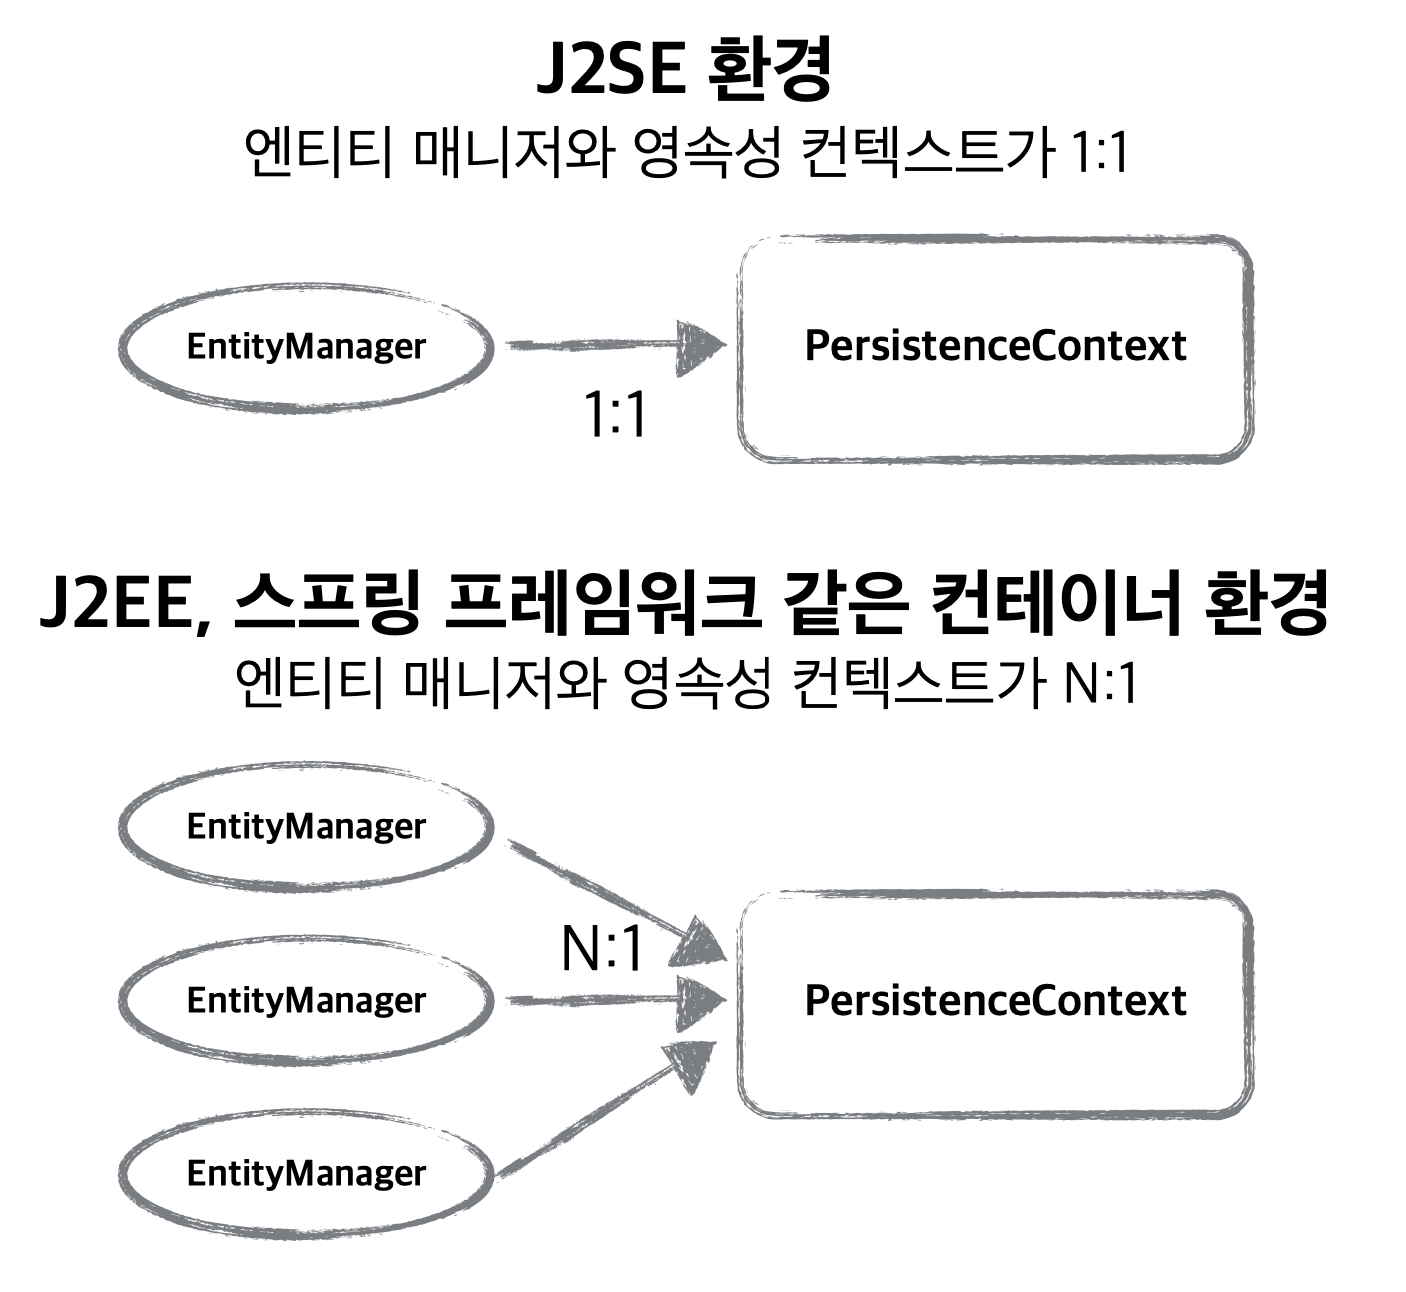 J2SE 환경
엔티티 매니저와 영속성 컨텍스트가 1:1
EntityManager
1:1
PersistenceContext
J2EE, 스프링 프레임워크 같은 컨테이너 환경
엔티티 매니저와 영속성 컨텍스트가 N:1
EntityManager
N:1
EntityManager
PersistenceContext
EntityManager